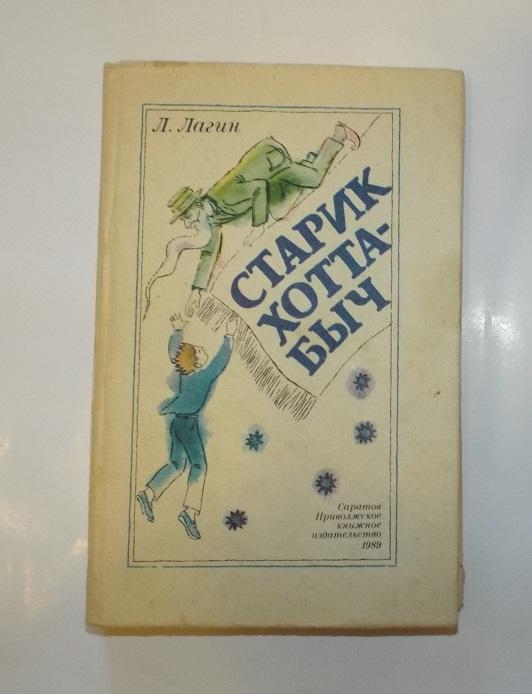 Л. Лагин
СТАРИК
ХОТТА-
БЫЧ
Саратов
Приволжское
книжное
издательство
1989